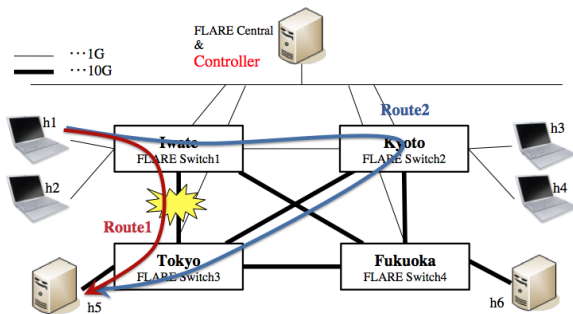 FLARE Central
&
Controller
···1G
···10G
Route2
h1
Iwate
FLARE Switch1
Kyoto
FLARE Switch2
h3
h2
h4
Route1
Tokyo
FLARE Switch3
Fukuoka
FLARE Switch4
h5
h6